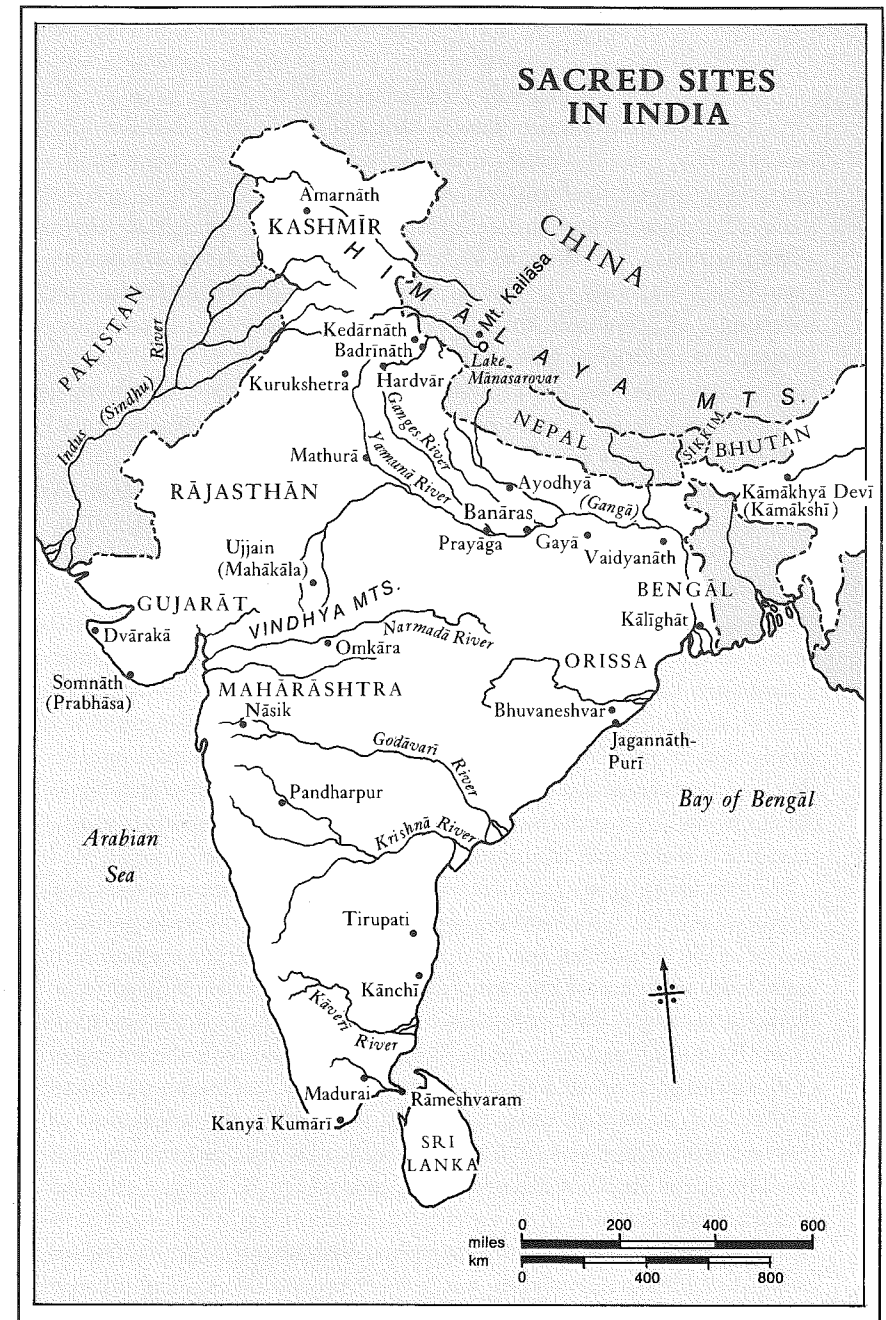 SACRED SITES
IN INDIA
Amarnāth
KASHMĪR
CHINA
HIMĀLAYA MTS.
PAKISTAN
Mt. Kailāsa
Indus (Sindhu) River
Kedārnāth
Badrīnāth
Lake
Mānasarovar
Kurukshetra
Hardvār
Ganges River
NEPAL
SIKKIM
BHUTAN
Mathurā
Yamunā River
RĀJASTHĀN
Ayodhyā
Kāmākhyā Devī
(Kāmākshī)
(Gangā)
Banāras
Prayāga
Gayā
Vaidyanāth
Ujjain
(Mahākāla)
BENGĀL
GUJARĀT
VINDHYA MTS.
Kālīghāt
Dvārakā
Narmadā River
Omkāra
ORISSA
Somnāth
(Prabhāsa)
MAHĀRĀSHTRA
Nāsik
Bhuvaneshvar
Jagannāth-
Purī
Godāvarī River
Pandharpur
Bay of Bengāl
Arabian
Sea
Krishnā River
Tirupati
Kānchī
Kāverī River
Madurai
Rāmeshvaram
Kanyā Kumārī
SRI
LANKA
0 200 400 600
miles
km
0 400 800